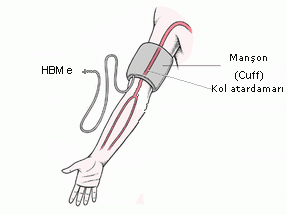 HBM e
Manşon
(Cuff)
Kol atardamarı